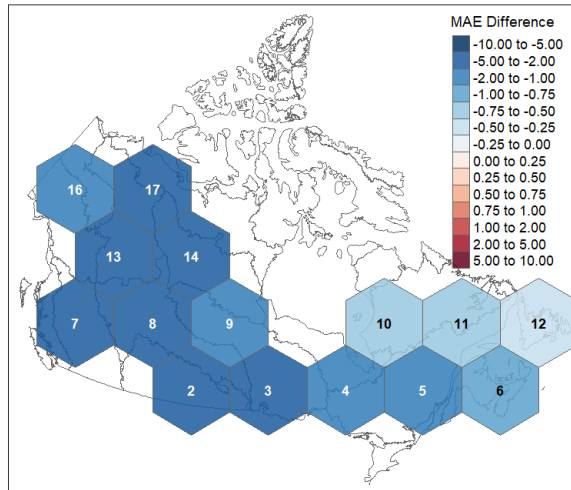 MAE Difference
-10.00 to -5.00
-5.00 to -2.00
-2.00 to -1.00
-1.00 to -0.75
-0.75 to -0.50
-0.50 to -0.25
-0.25 to 0.00
0.00 to 0.25
0.25 to 0.50
0.50 to 0.75
0.75 to 1.00
1.00 to 2.00
2.00 to 5.00
5.00 to 10.00
16 17
13 14
7 8 9 10 11 12
2 3 4 5 6